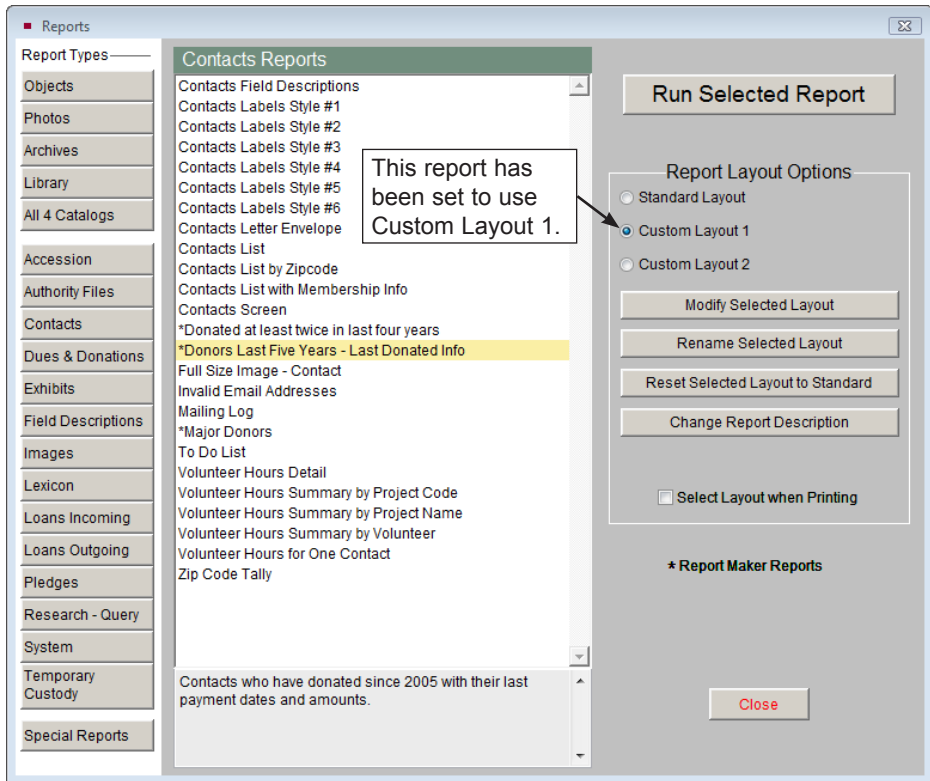 Reports
Report Types
Objects
Photos
Archives
Library
All 4 Catalogs
Accession
Authority Files
Contacts
Dues & Donations
Exhibits
Field Descriptions
Images
Lexicon
Loans Incoming
Loans Outgoing
Pledges
Research - Query
System
Temporary
Custody
Special Reports
Contacts Reports
Contacts Field Descriptions
Contacts Labels Style #1
Contacts Labels Style #2
Contacts Labels Style #3
Contacts Labels Style #4
Contacts Labels Style #5
Contacts Labels Style #6
Contacts Letter Envelope
Contacts List
Contacts List by Zipcode
Contacts List with Membership Info
Contacts Screen
*Donated at least twice in last four years
*Donors Last Five Years - Last Donated Info
Full Size Image - Contact
Invalid Email Addresses
Mailing Log
*Major Donors
To Do List
Volunteer Hours Detail
Volunteer Hours Summary by Project Code
Volunteer Hours Summary by Project Name
Volunteer Hours Summary by Volunteer
Volunteer Hours for One Contact
Zip Code Tally
Contacts who have donated since 2005 with their last
payment dates and amounts.
This report has
been set to use
Custom Layout 1.
Run Selected Report
Report Layout Options
Standard Layout
Custom Layout 1
Custom Layout 2
Modify Selected Layout
Rename Selected Layout
Reset Selected Layout to Standard
Change Report Description
Select Layout when Printing
* Report Maker Reports
Close